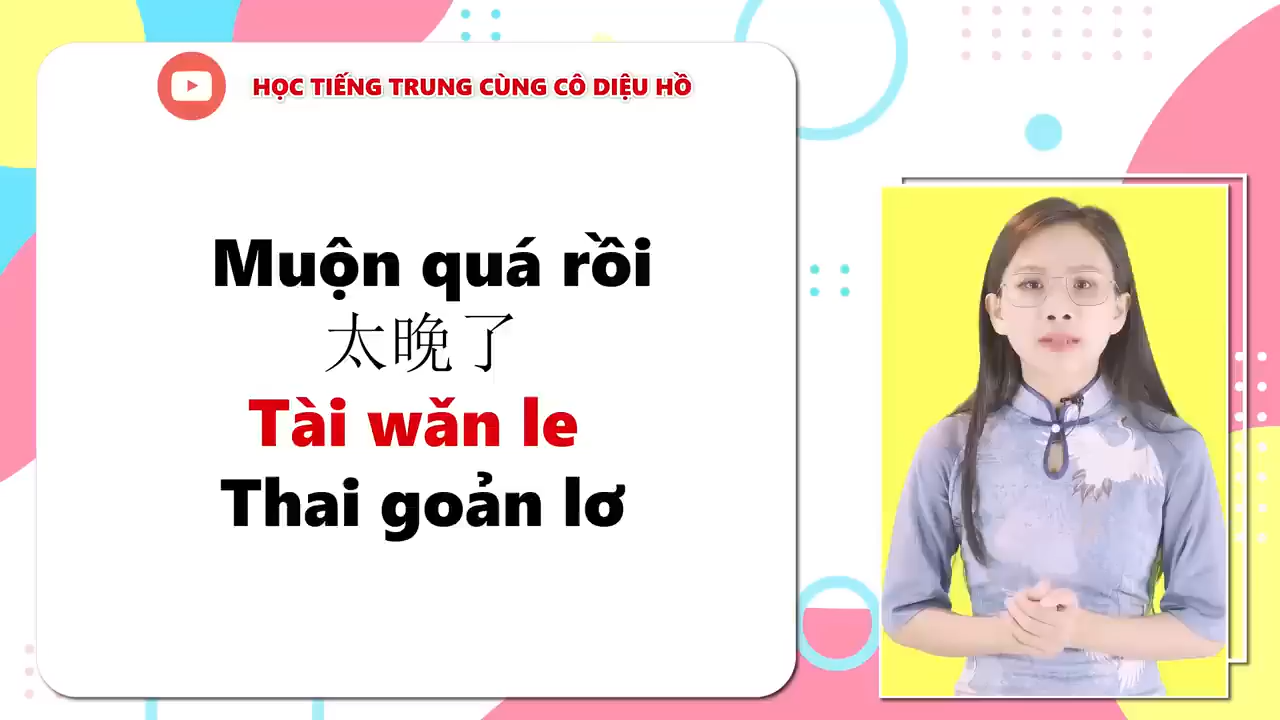 HỌC TIẾNG TRUNG CÙNG CÔ DIỆU HỒ
Muộn quá rồi
太晚了
Tài wǎn le
Thai goản lơ